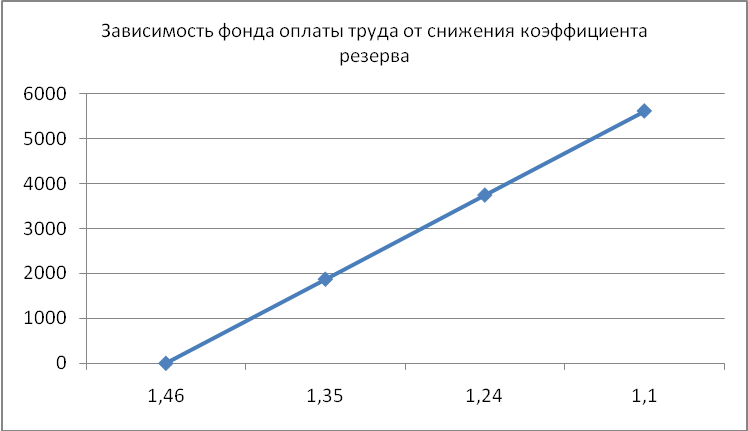 Зависимость фонда оплаты труда от снижения коэффициента
резерва
6000
5000
4000
3000
2000
1000
0
1,46 1,35 1,24 1,1